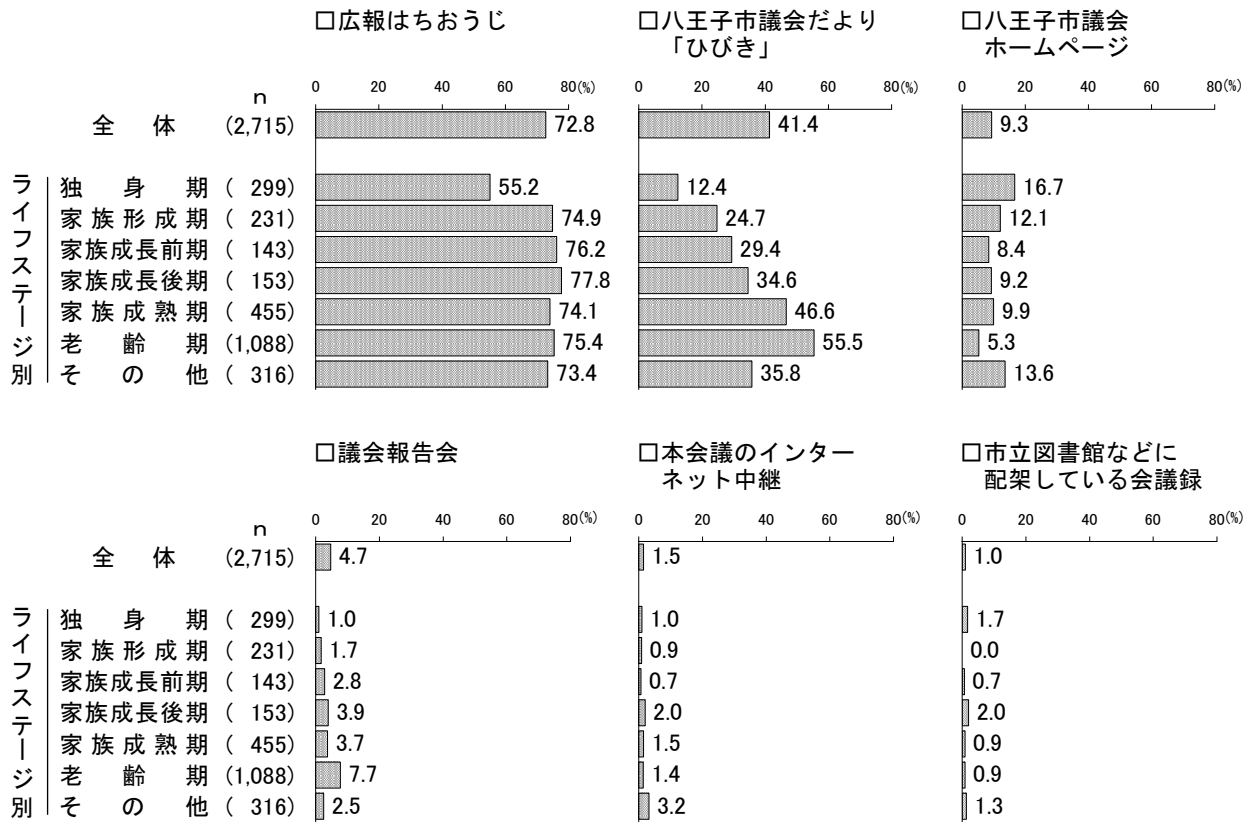 □広報はちおうじ
□八王子市議会だより
「ひびき」
□八王子市議会
ホームページ
n
0 20 40 60 80(%)
0 20 40 60 80(%)
0 20 40 60 80(%)
全体 (2,715) 72.8 41.4 9.3
ライフステージ別
独身期 ( 299) 55.2 12.4 16.7
家族形成期 ( 231) 74.9 24.7 12.1
家族成長前期 ( 143) 76.2 29.4 8.4
家族成長後期 ( 153) 77.8 34.6 9.2
家族成熟期 ( 455) 74.1 46.6 9.9
老齢期 (1,088) 75.4 55.5 5.3
その他 ( 316) 73.4 35.8 13.6
□議会報告会
□本会議のインター
ネット中継
□市立図書館などに
配架している会議録
n
0 20 40 60 80(%)
0 20 40 60 80(%)
0 20 40 60 80(%)
全体 (2,715) 4.7 1.5 1.0
ライフステージ別
独身期 ( 299) 1.0 1.0 1.7
家族形成期 ( 231) 1.7 0.9 0.0
家族成長前期 ( 143) 2.8 0.7 0.7
家族成長後期 ( 153) 3.9 2.0 2.0
家族成熟期 ( 455) 3.7 1.5 0.9
老齢期 (1,088) 7.7 1.4 0.9
その他 ( 316) 2.5 3.2 1.3